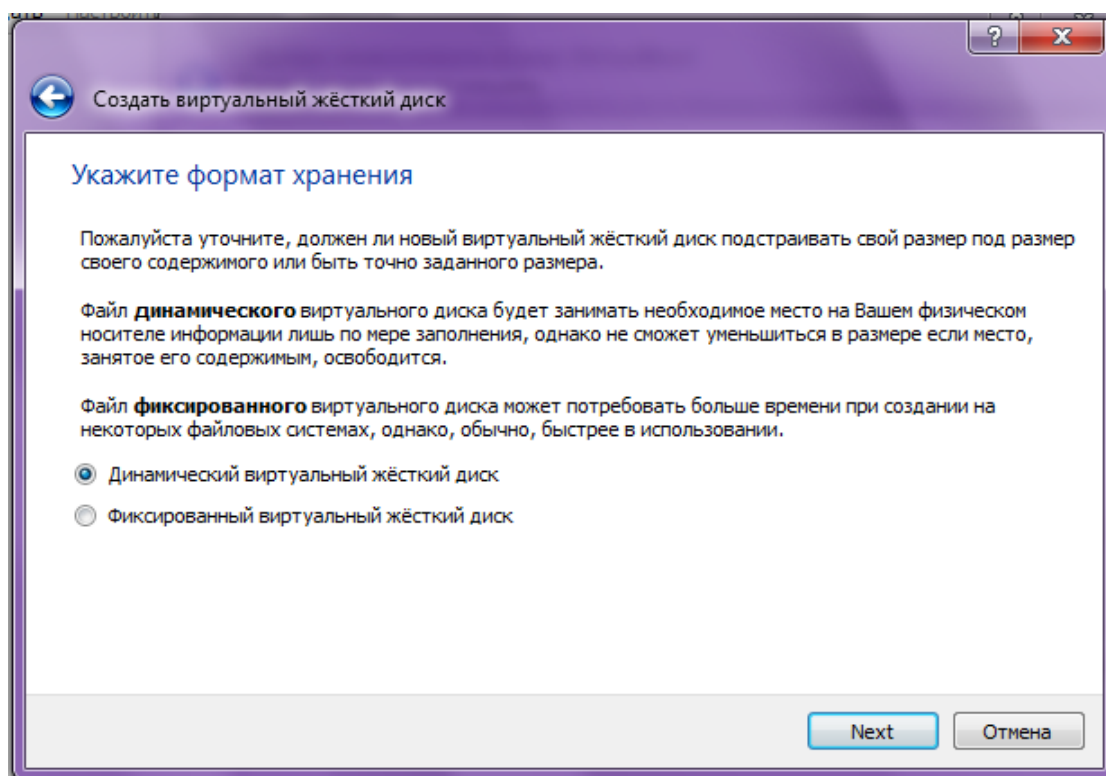 Настройть
?
X
Создать виртуальный жёсткий диск
Укажите формат хранения
Пожалуйста уточните, должен ли новый виртуальный жёсткий диск подстраивать свой размер под размер
своего содержимого или быть точно заданного размера.
Файл динамического виртуального диска будет занимать необходимое место на Вашем физическом
носителе информации лишь по мере заполнения, однако не сможет уменьшиться в размере если место,
занятое его содержимым, освободится.
Файл фиксированного виртуального диска может потребовать больше времени при создании на
некоторых файловых системах, однако, обычно, быстрее в использовании.
Динамический виртуальный жёсткий диск
Фиксированный виртуальный жёсткий диск
Next Отмена